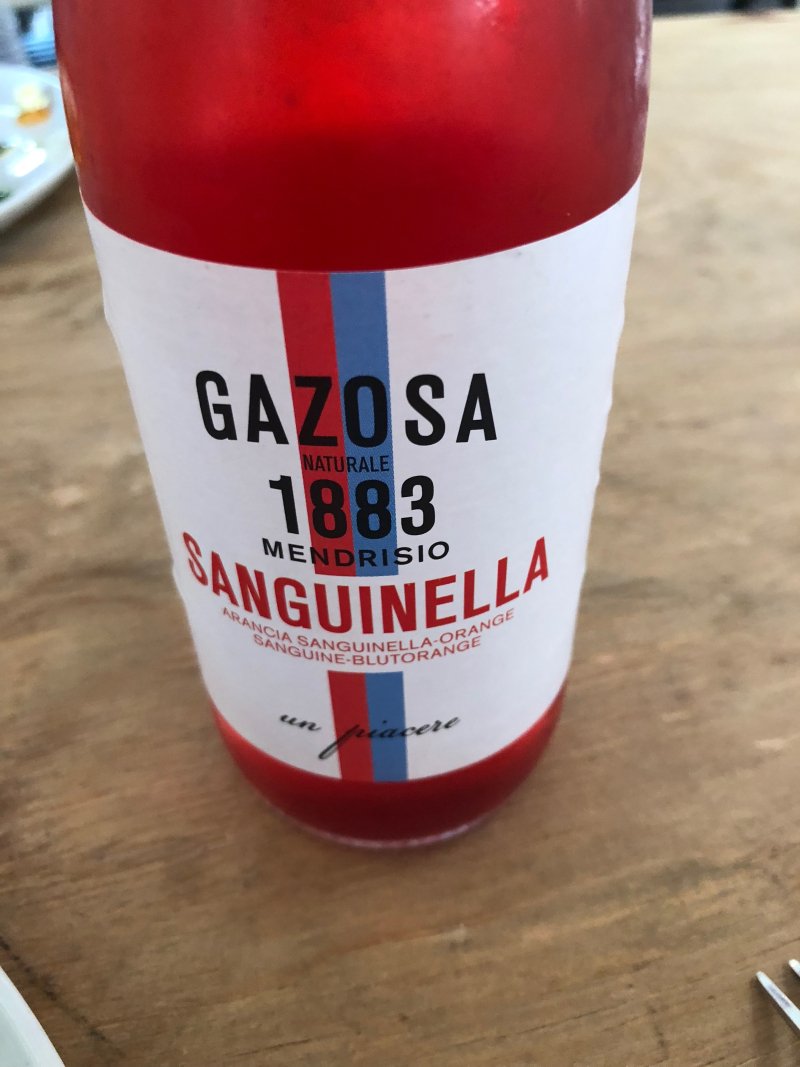 GAZOSA
NATURALE
1883
MENDRISIO
SANGUINELLA
ARANCIA SANGUINELLA-ORANGE
SANGUINE-BLUTORANGE
un piacere